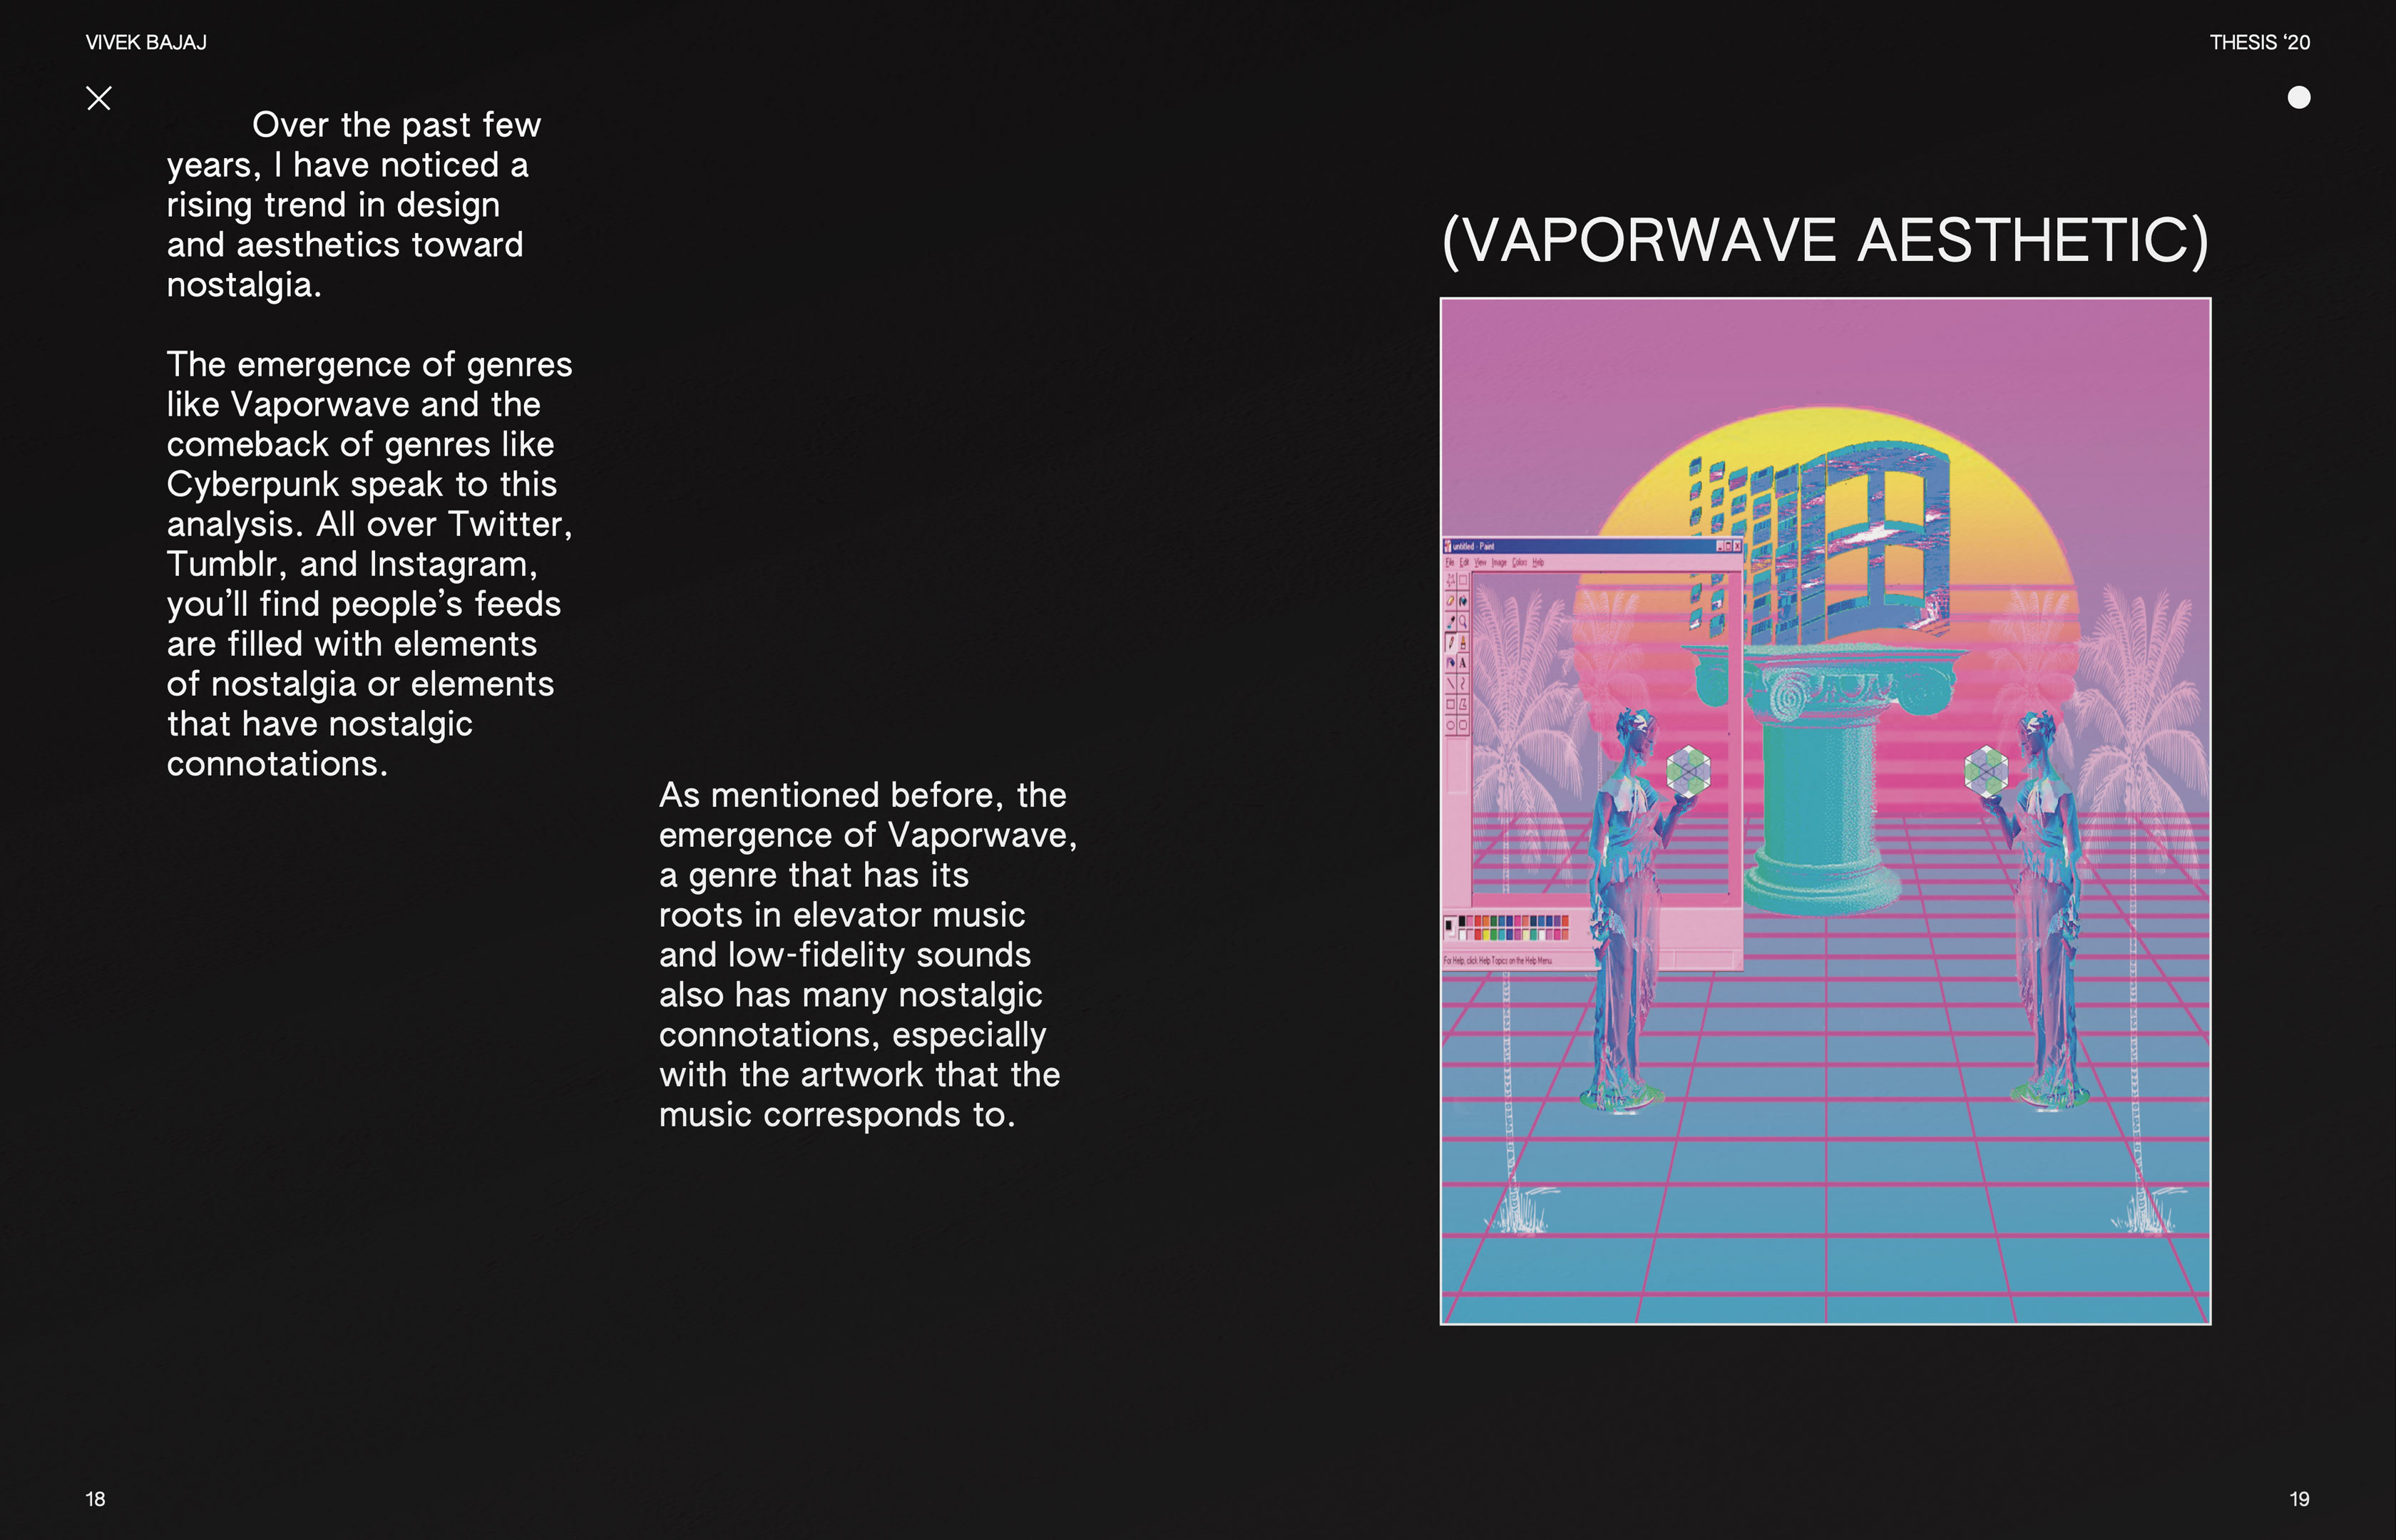 VIVEK BAJAJ
THESIS ‘20
Over the past few
years, I have noticed a
rising trend in design
and aesthetics toward
nostalgia.
The emergence of genres
like Vaporwave and the
comeback of genres like
Cyberpunk speak to this
analysis. All over Twitter,
Tumblr, and Instagram,
you’ll find people’s feeds
are filled with elements
of nostalgia or elements
that have nostalgic
connotations.
As mentioned before, the
emergence of Vaporwave,
a genre that has its
roots in elevator music
and low-fidelity sounds
also has many nostalgic
connotations, especially
with the artwork that the
music corresponds to.
(VAPORWAVE AESTHETIC)
untitled - Paint
File Edit View Image Colors Help
A
For Help, click Help Topics on the Help Menu.
18
19